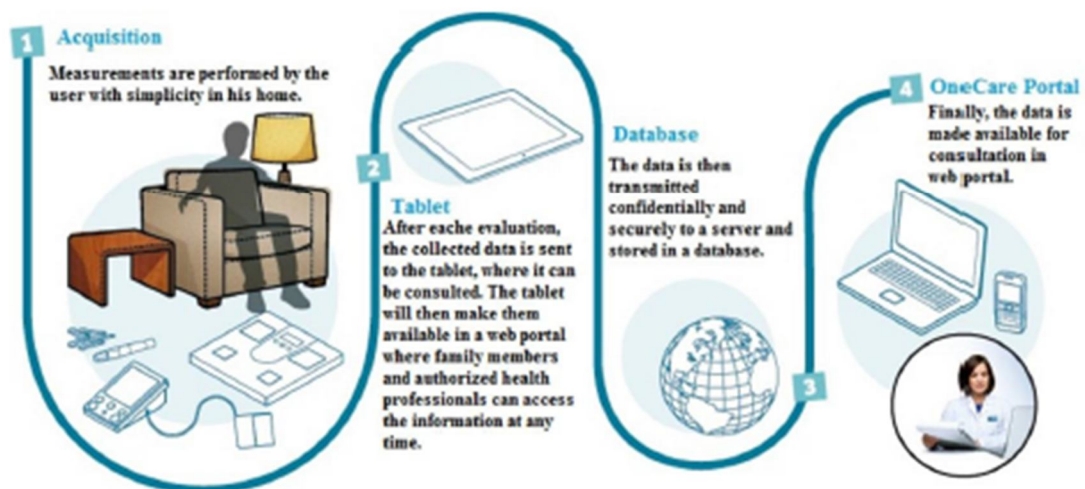 1 Acquisition
Measurements are performed by the
user with simplicity in his home.
2
Tablet
After eache evaluation,
the collected data is sent
to the tablet, where it can
be consulted. The tablet
will then make them
available in a web portal
where family members
and authorized health
professionals can access
the information at any
time.
Database
The data is then
transmitted
confidentially and
securely to a server and
stored in a database.
3
4 OneCare Portal
Finally, the data is
made available for
consultation in
web portal.